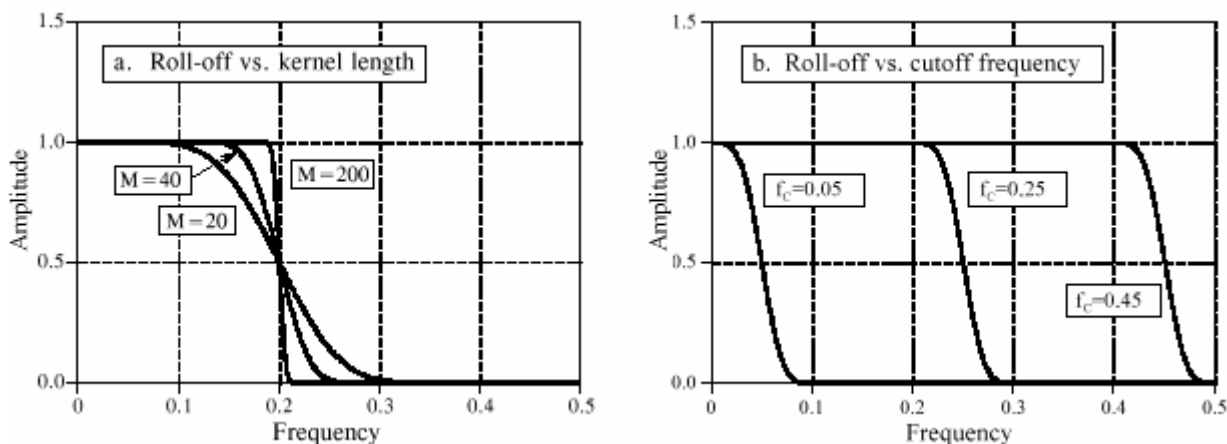 a. Roll-off vs. kernel length
1.5
1.0
0.5
0.0
Amplitude
M=40
M=200
M=20
0
0.1
0.2
0.3
0.4
0.5
Frequency
b. Roll-off vs. cutoff frequency
1.5
1.0
0.5
0.0
Amplitude
fC=0.05
fC=0.25
fC=0.45
0
0.1
0.2
0.3
0.4
0.5
Frequency